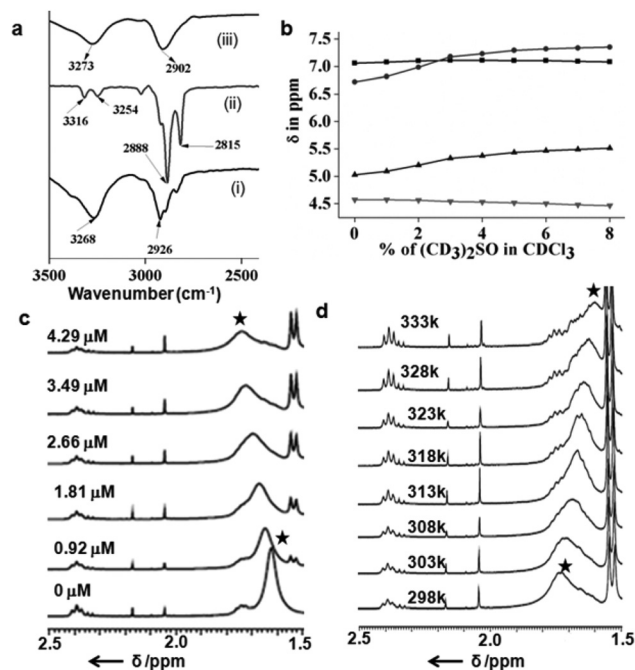 a
(iii)
3273
2902
(ii)
3316
3254
2888
2815
(i)
3268
2926
3500 3000 2500
Wavenumber(cm-1)
b
7.5
7.0
6.5
6.0
5.5
5.0
4.5
0 2 4 6 8
δ in ppm
% of (CD3)2SO in CDCl3
c
4.29 µM
3.49 µM
2.66 µM
1.81 µM
0.92 µM
0 µM
2.5 2.0 1.5
δ /ppm
d
333k
328k
323k
318k
313k
308k
303k
298k
2.5 2.0 1.5
δ /ppm